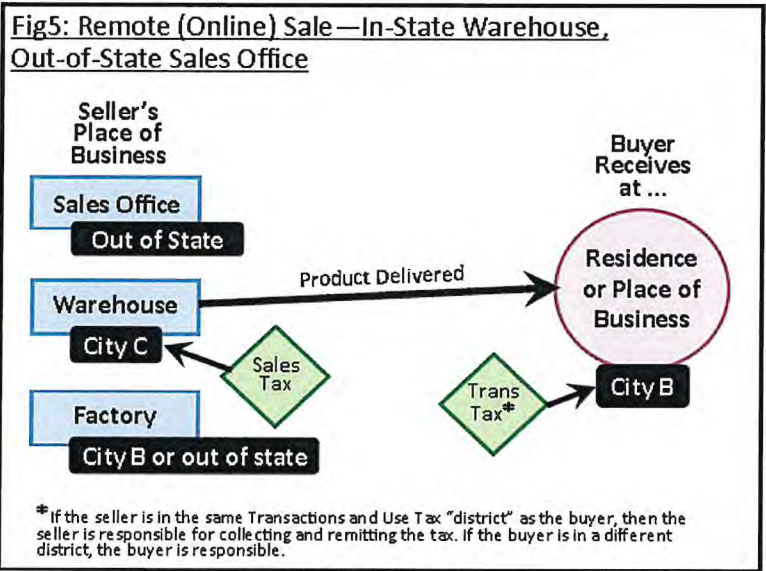 Fig5: Remote (Online) Sale—In-State Warehouse,
Out-of-State Sales Office
Seller's
Place of
Business
Buyer
Receives
at ...
Sales Office
Out of State
Warehouse
City C
Product Delivered
Residence
or Place of
Business
Sales
Tax
Trans
Tax*
City B
Factory
City B or out of state
*If the seller is in the same Transactions and Use Tax "district" as the buyer, then the
seller is responsible for collecting and remitting the tax. If the buyer is in a different
district, the buyer is responsible.